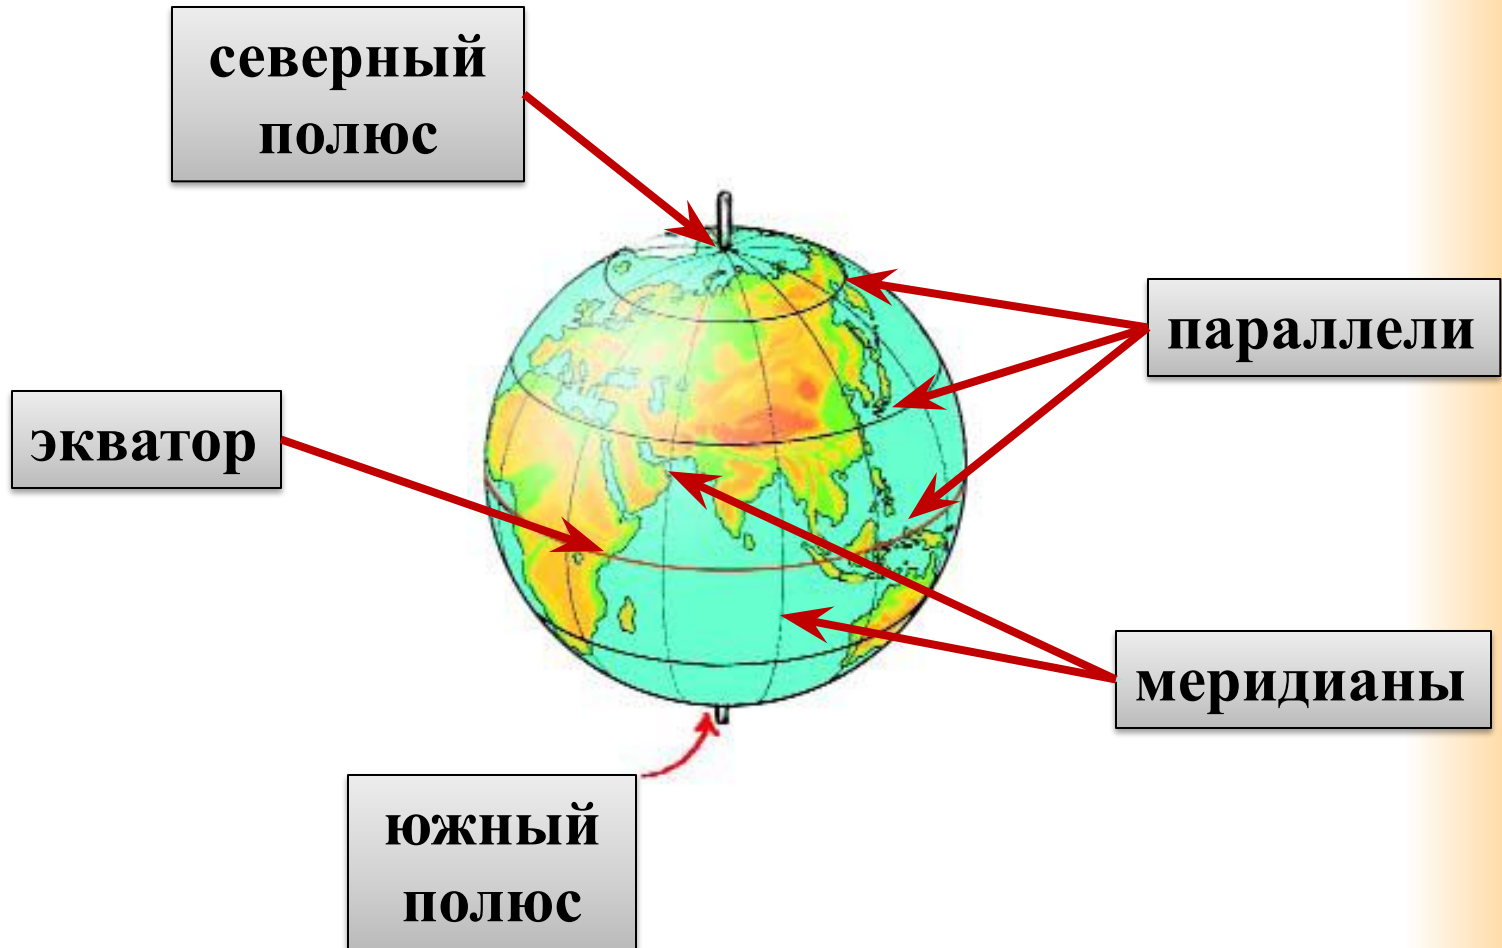 северный
полюс
параллели
экватор
меридианы
южный
полюс